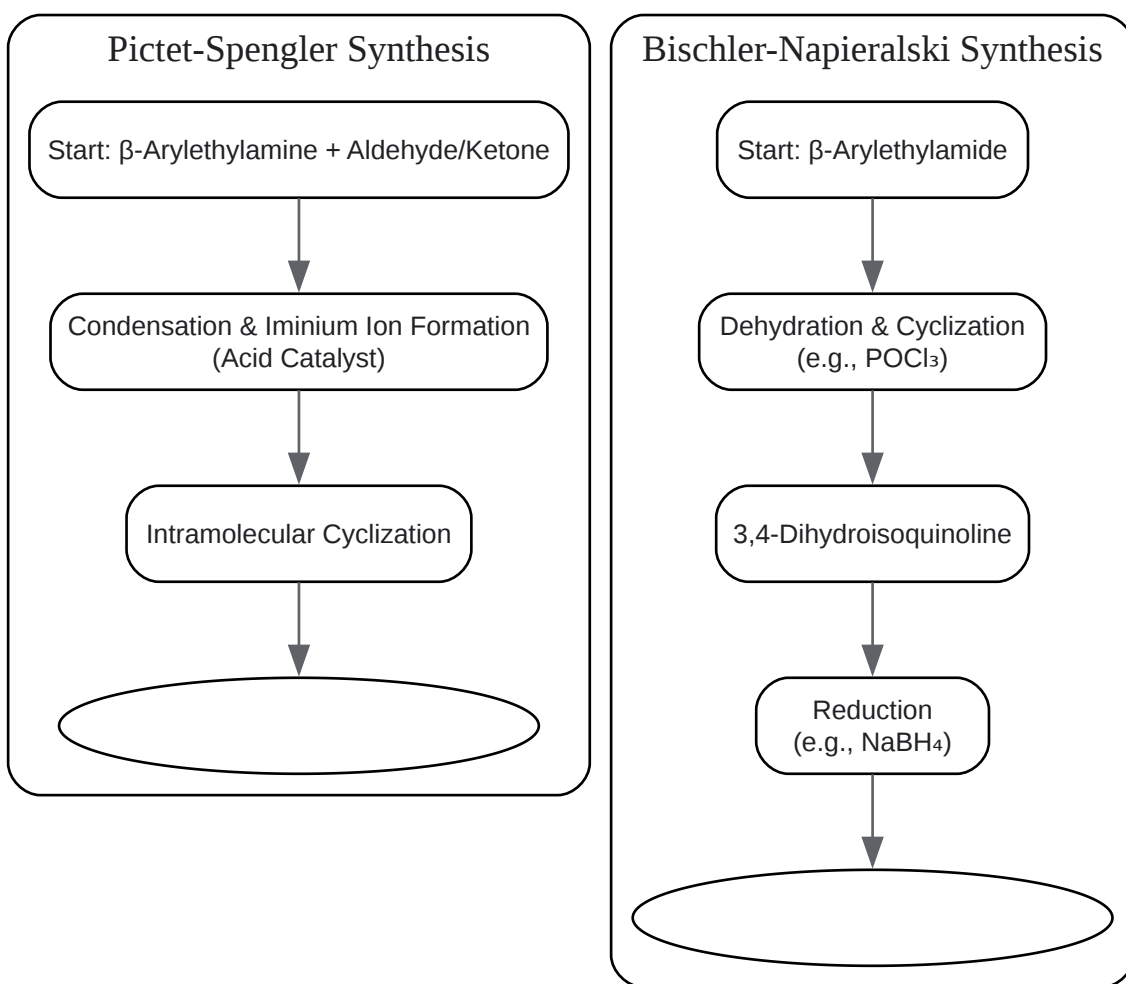 Pictet-Spengler Synthesis
Start: β-Arylethylamine + Aldehyde/Ketone
Condensation & Iminium Ion Formation
(Acid Catalyst)
Intramolecular Cyclization
Bischler-Napieralski Synthesis
Start: β-Arylethylamide
Dehydration & Cyclization
(e.g., POCl₃)
3,4-Dihydroisoquinoline
Reduction
(e.g., NaBH₄)